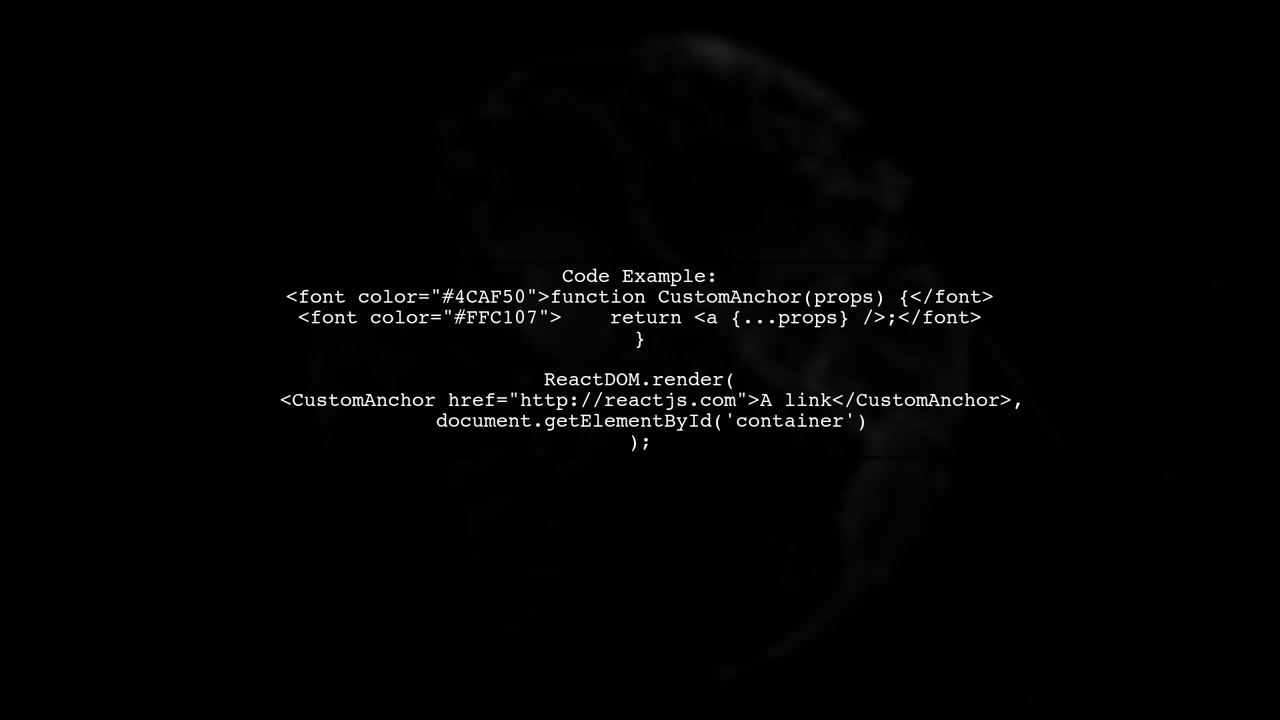 Code Example:
<font color="#4CAF50">function CustomAnchor(props) {</font>
<font color="#FFC107">    return <a {...props} />;</font>
}
ReactDOM.render(
<CustomAnchor href="http://reactjs.com">A link</CustomAnchor>,
document.getElementById('container')
);